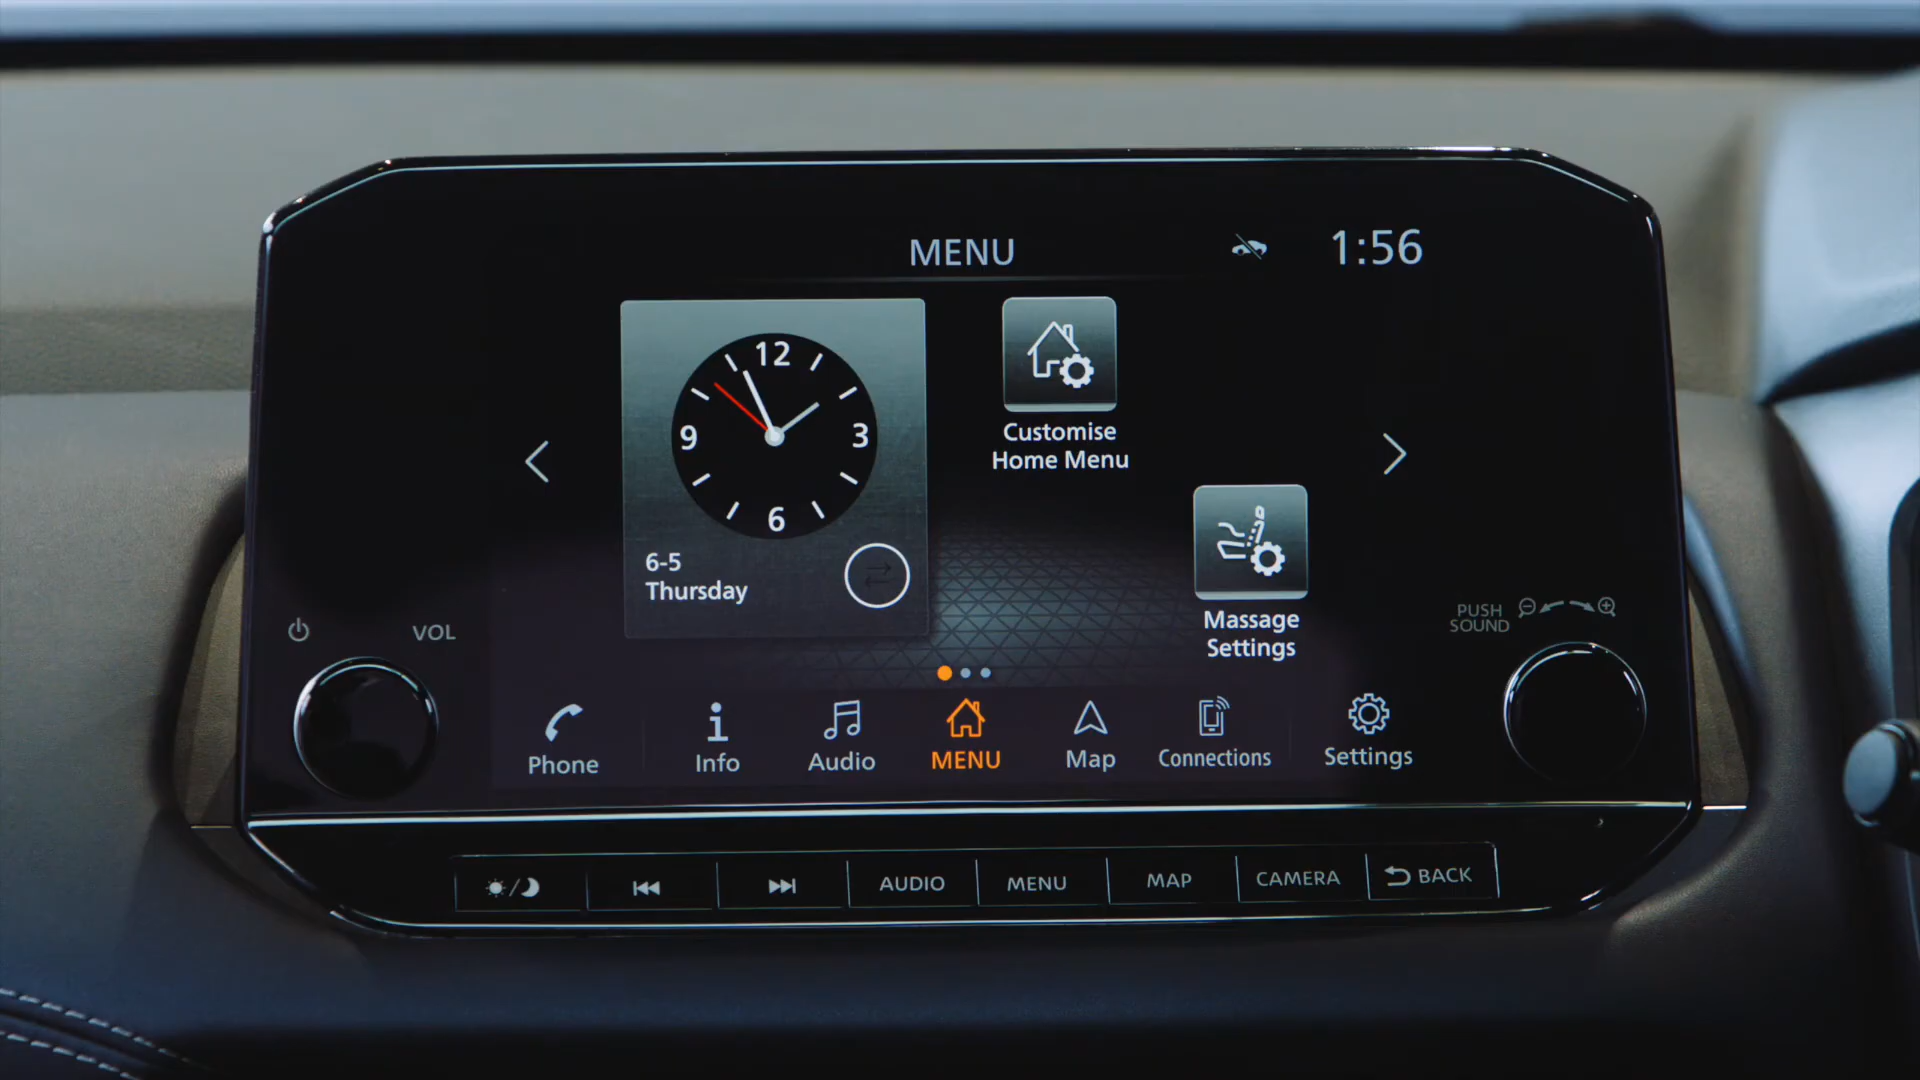 MENU
1:56
12
9
3
6
Customise
Home Menu
6-5
Thursday
Massage
Settings
VOL
PUSH
SOUND
Phone
Info
Audio
MENU
Map
Connections
Settings
AUDIO
MENU
MAP
CAMERA
BACK